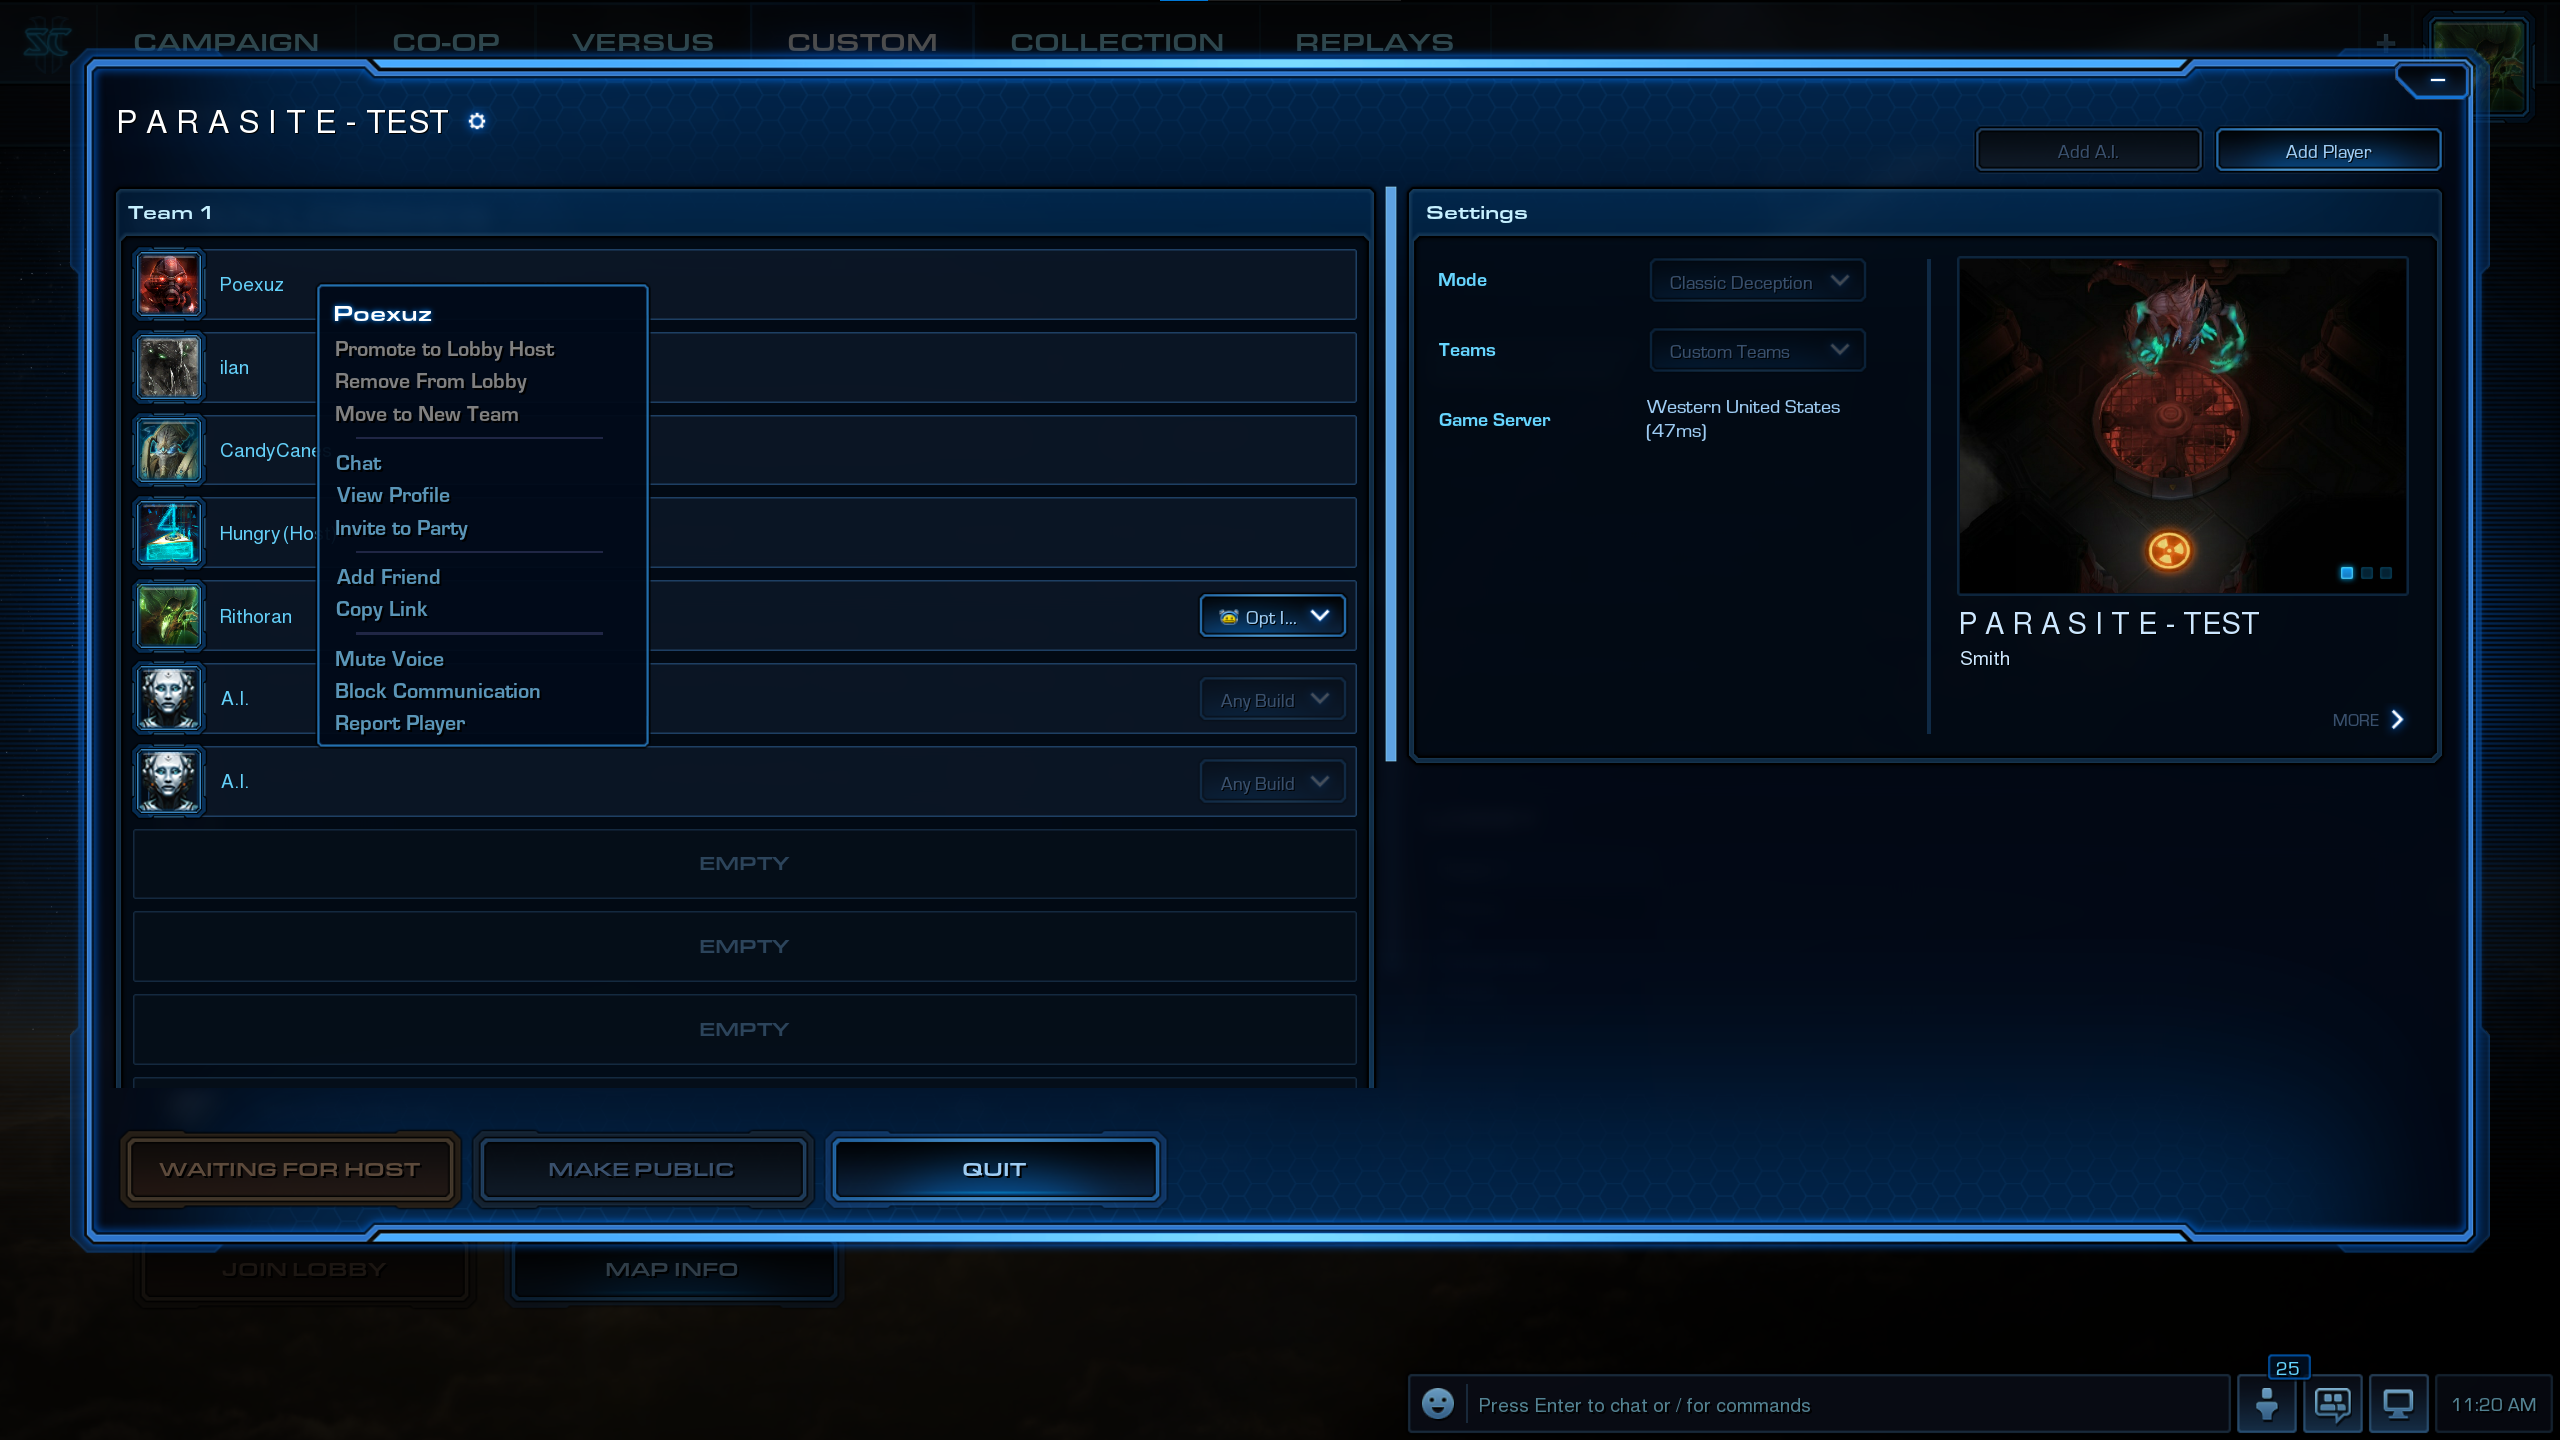 CAMPAIGN CO-OP VERSUS CUSTOM COLLECTION REPLAYS
P A R A S I T E - TEST
Add A.I. Add Player
Team 1
Poexuz
ilan
CandyCane
Hungry (Hos
Rithoran
Opt I...
A.I.
Any Build
A.I.
Any Build
EMPTY
EMPTY
EMPTY
Poexuz
Promote to Lobby Host
Remove From Lobby
Move to New Team
Chat
View Profile
Invite to Party
Add Friend
Copy Link
Mute Voice
Block Communication
Report Player
Settings
Mode
Classic Deception
Teams
Custom Teams
Game Server
Western United States
(47ms)
P A R A S I T E - TEST
Smith
MORE
WAITING FOR HOST MAKE PUBLIC QUIT
JOIN LOBBY MAP INFO
Press Enter to chat or / for commands
25
11:20 AM